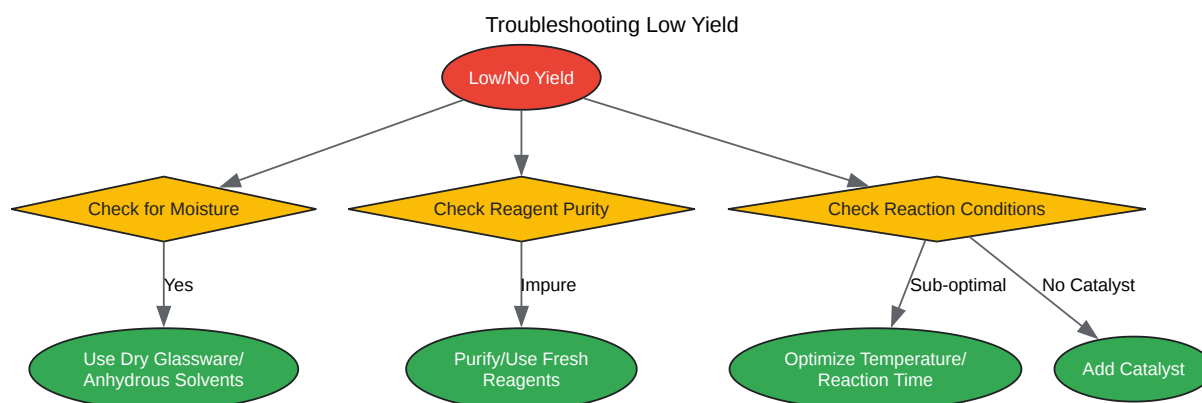 Troubleshooting Low Yield
Low/No Yield
Check for Moisture
Check Reagent Purity
Check Reaction Conditions
Yes
Impure
Sub-optimal
No Catalyst
Use Dry Glassware/
Anhydrous Solvents
Purify/Use Fresh
Reagents
Optimize Temperature/
Reaction Time
Add Catalyst